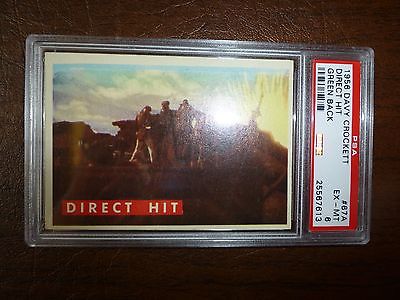 DIRECT HIT
1956 DAVY CROCKETT #67A
DIRECT HIT EX-MT
GREEN BACK 6
PSA 25567613